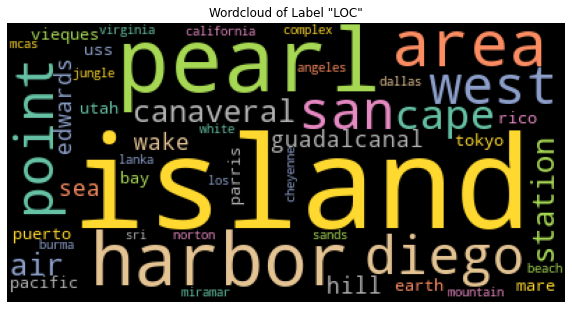 Wordcloud of Label "LOC"
virginia california complex
mcas vieques uss pearl area
jungle angeles dallas west
point edwards utah canaveral san cape rico
white
wake guadalcanal tokyo
lanka island
sea bay los parris cheyenne station
puerto sri norton sands
burma harbor diego
air beach
pacific hill earth mare
miramar mountain